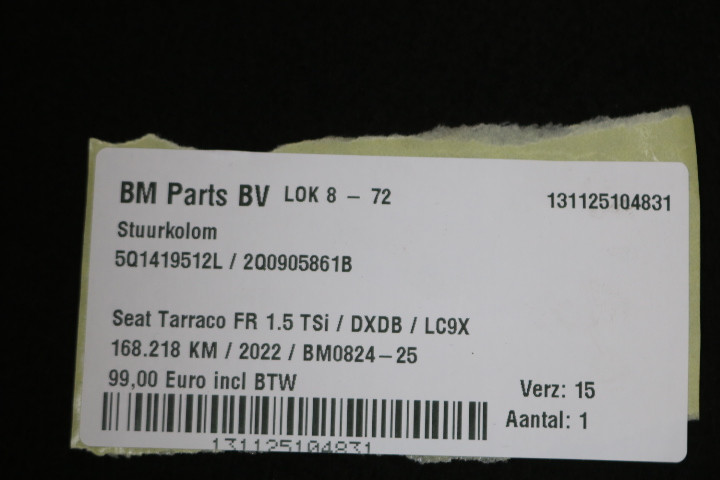 BM Parts BV LOK 8 - 72 131125104831
Stuurkolom
5Q1419512L / 2Q0905861B
Seat Tarraco FR 1.5 TSi / DXDB / LC9X
168.218 KM / 2022 / BM0824-25
99,00 Euro incl BTW
Verz: 15
Aantal: 1
131125104831